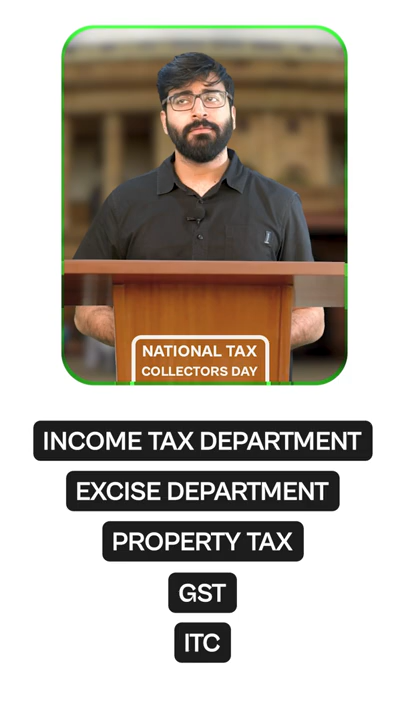 NATIONAL TAX
COLLECTORS DAY
INCOME TAX DEPARTMENT
EXCISE DEPARTMENT
PROPERTY TAX
GST
ITC